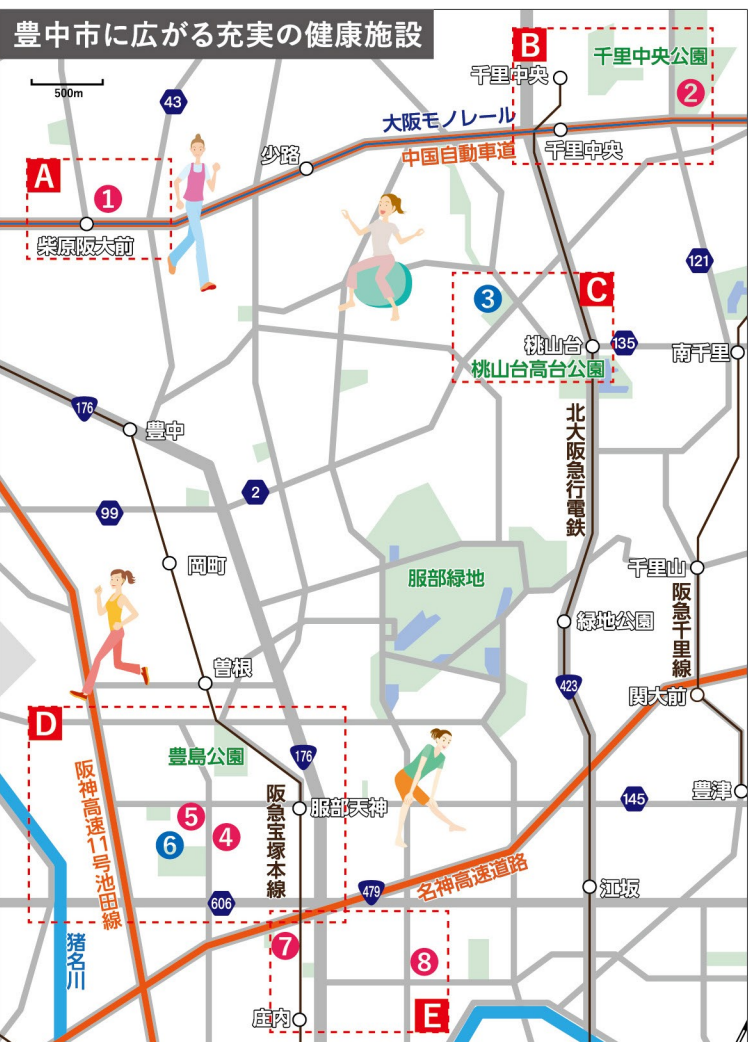 豊中市に広がる充実の健康施設
500m
43
B
千里中央公園
千里中央
2
大阪モノレール
中国自動車道
千里中央
少路
A
1
柴原阪大前
121
3
C
桃山台
135
南千里
桃山台高台公園
176
豊中
北大阪急行電鉄
2
99
岡町
服部緑地
千里山
緑地公園
阪急千里線
曽根
423
関大前
D
豊島公園
176
阪神高速11号池田線
阪急宝塚本線
服部天神
5
4
6
145
豊津
名神高速道路
479
606
江坂
猪名川
7
8
庄内
E